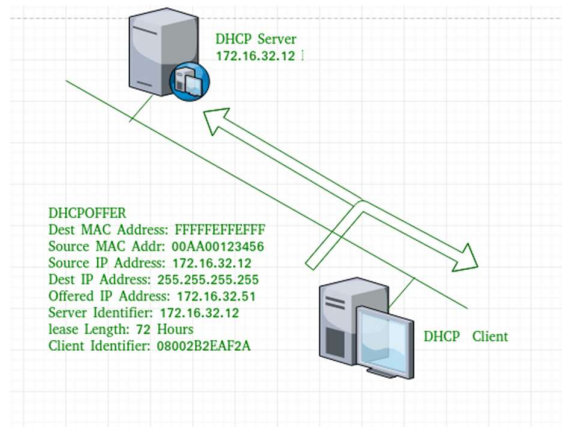 DHCP Server
172.16.32.12
DHCPOFFER
Dest MAC Address: FFFFFEFFEFFF
Source MAC Addr: 00AA00123456
Source IP Address: 172.16.32.12
Dest IP Address: 255.255.255.255
Offered IP Address: 172.16.32.51
Server Identifier: 172.16.32.12
lease Length: 72 Hours
Client Identifier: 08002B2EAF2A
DHCP Client